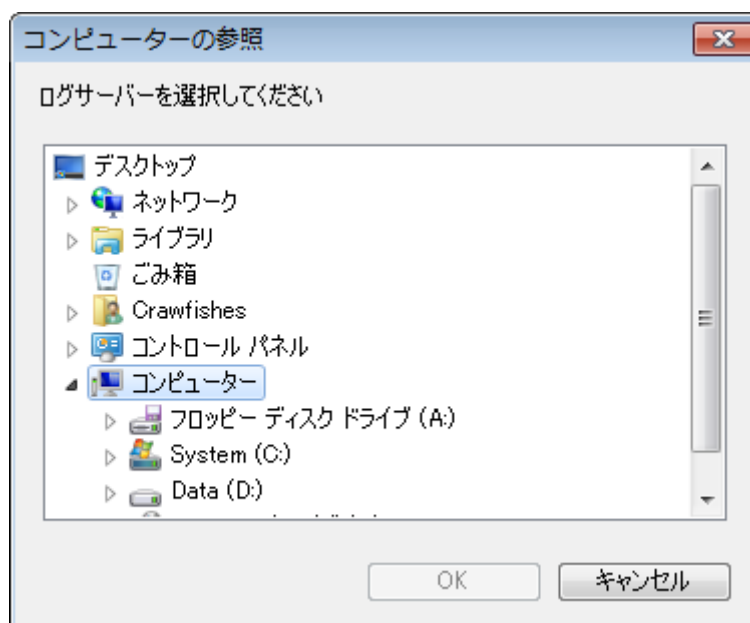 コンピューターの参照
ログサーバーを選択してください
デスクトップ
ネットワーク
ライブラリ
ごみ箱
Crawfishes
コントロール パネル
コンピューター
フロッピー ディスク ドライブ (A:)
System (C:)
Data (D:)
OK
キャンセル